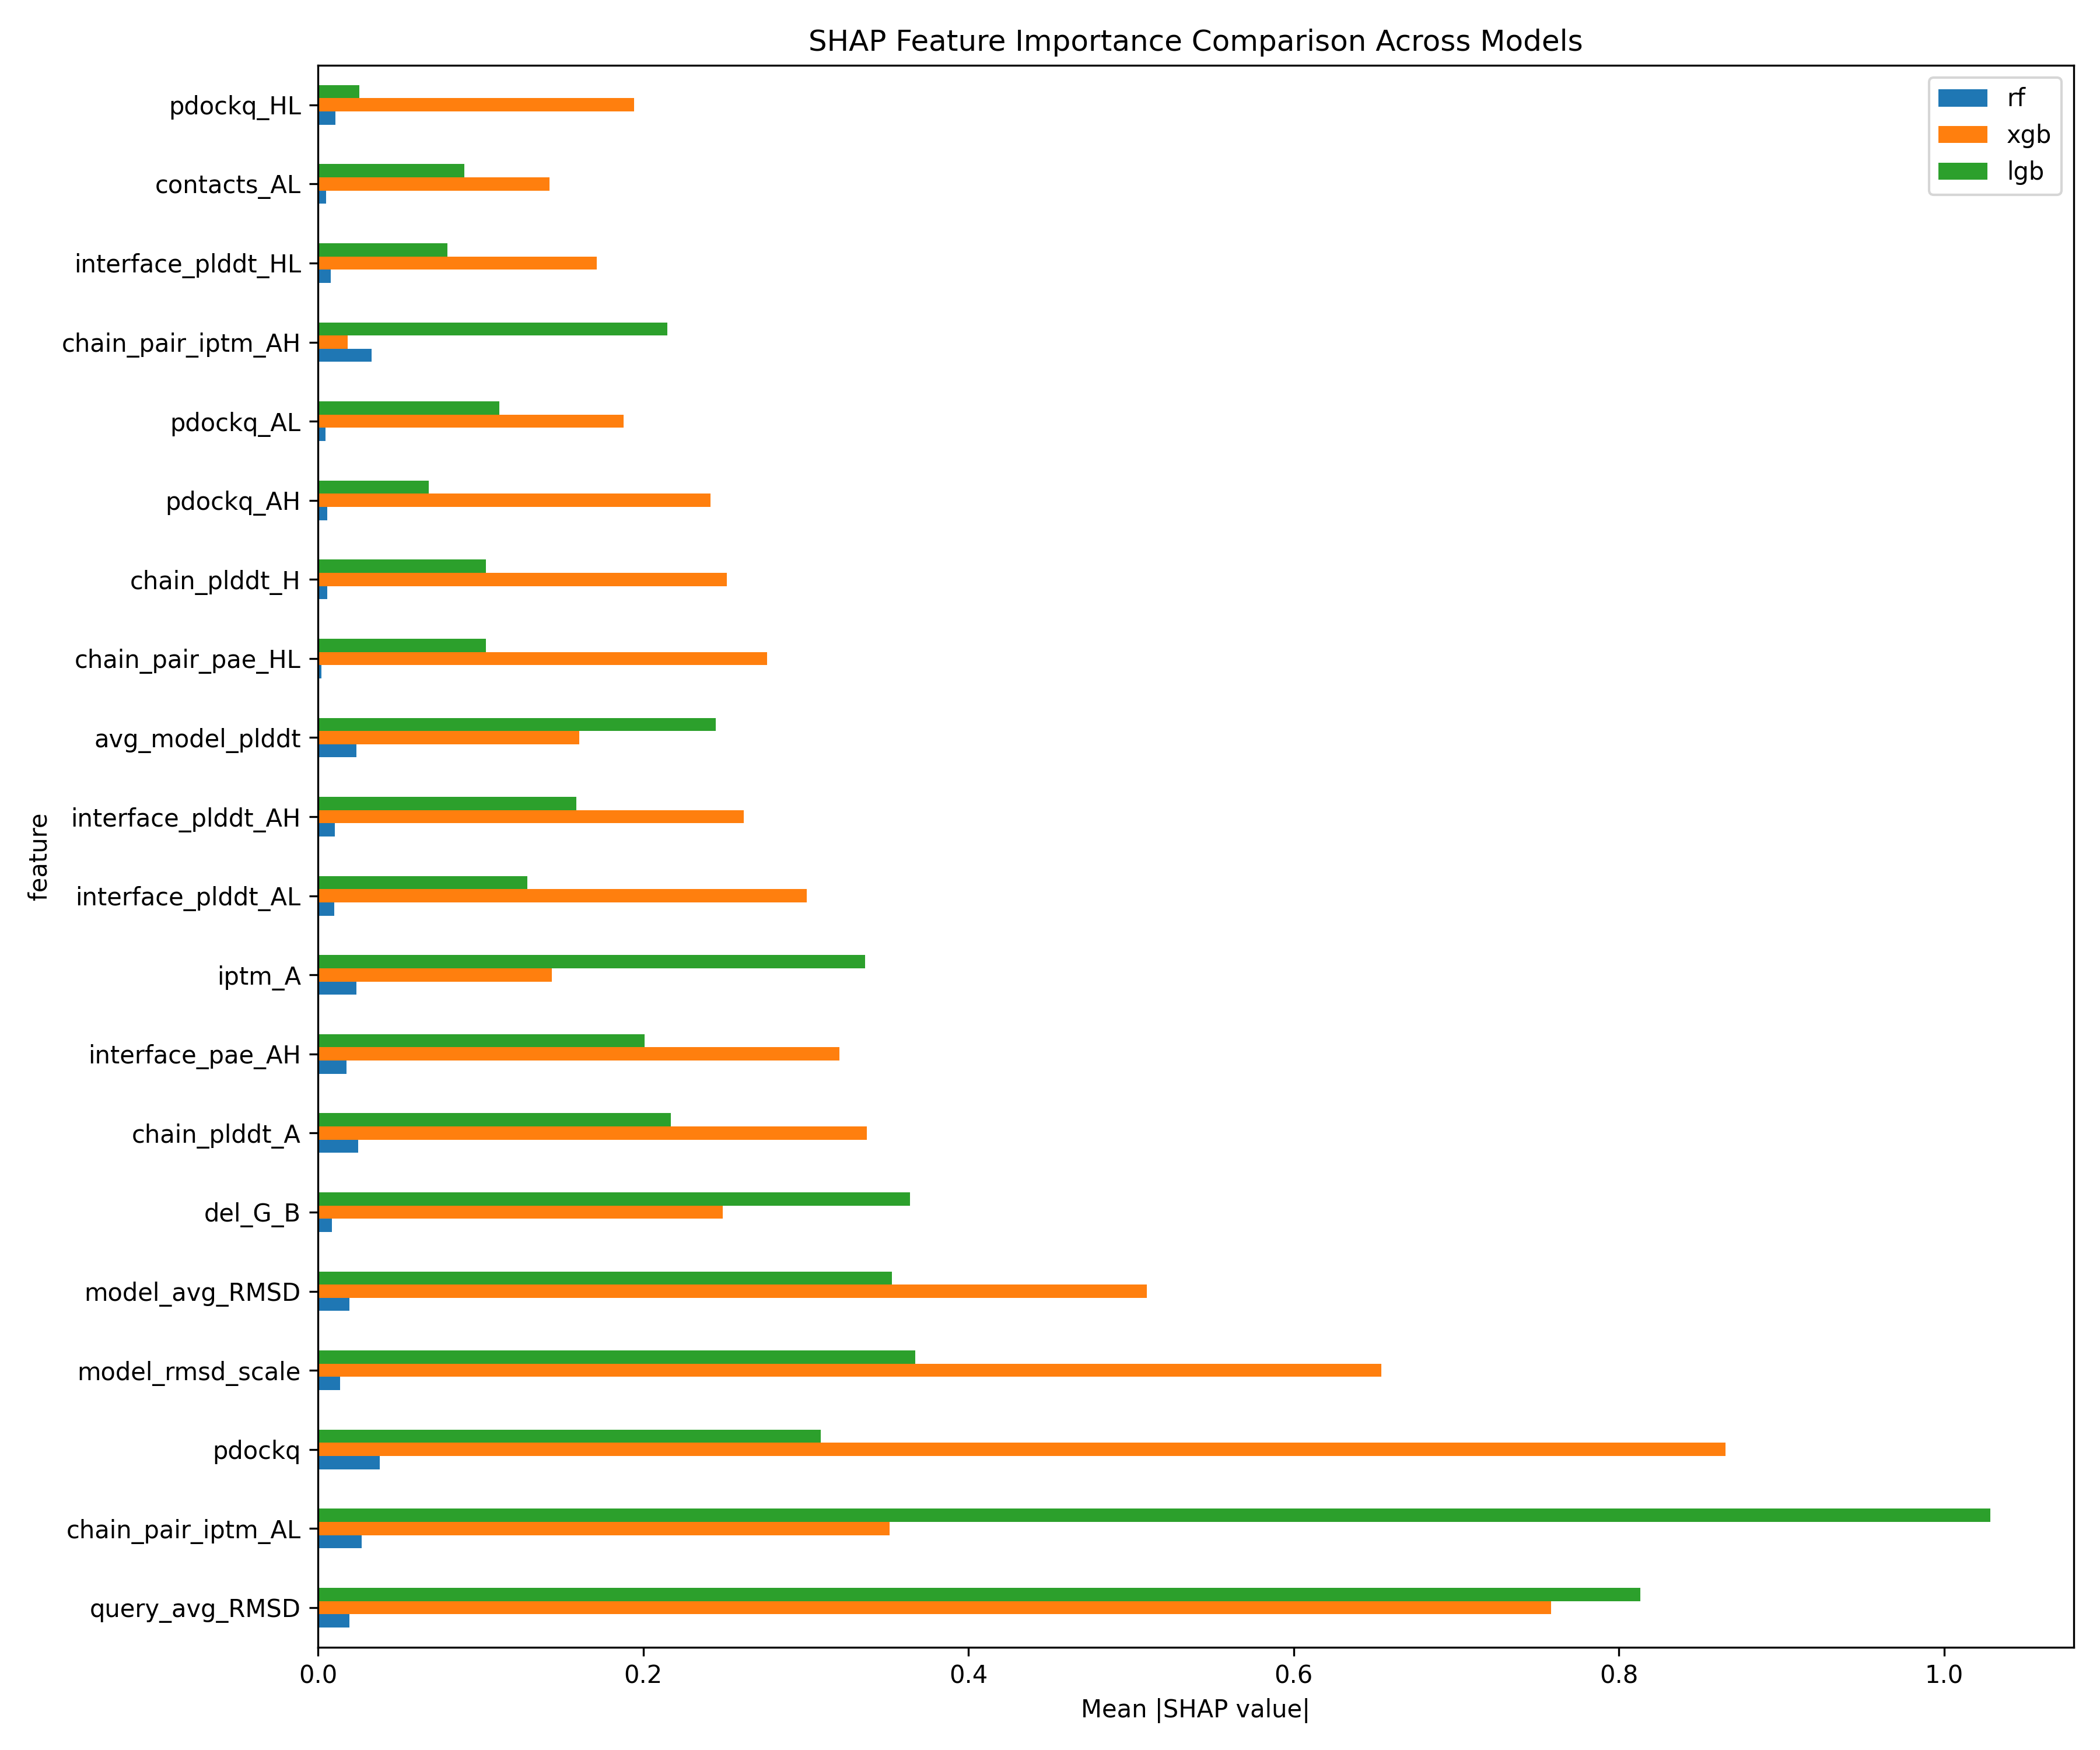 SHAP Feature Importance Comparison Across Models
rf
xgb
lgb
pdockq_HL
contacts_AL
interface_plddt_HL
chain_pair_iptm_AH
pdockq_AL
pdockq_AH
chain_plddt_H
chain_pair_pae_HL
avg_model_plddt
interface_plddt_AH
interface_plddt_AL
iptm_A
interface_pae_AH
chain_plddt_A
del_G_B
model_avg_RMSD
model_rmsd_scale
pdockq
chain_pair_iptm_AL
query_avg_RMSD
feature
0.0 0.2 0.4 0.6 0.8 1.0
Mean |SHAP value|